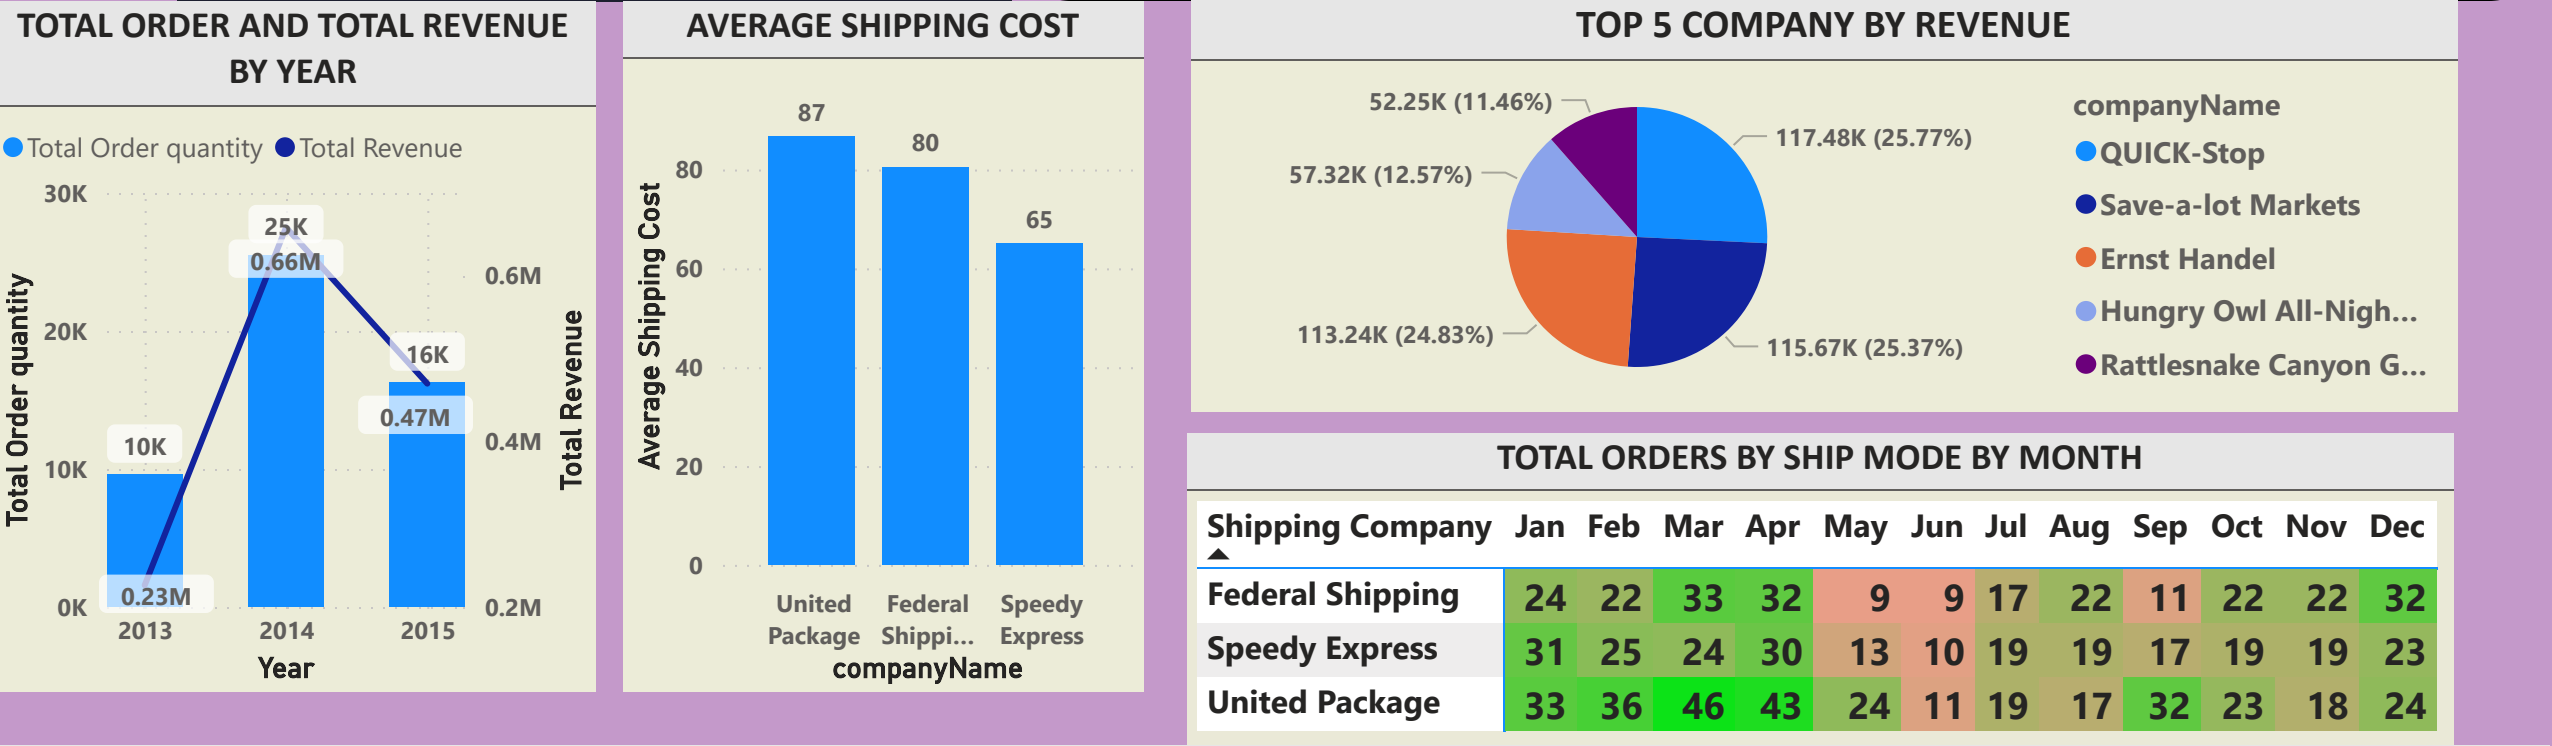 TOTAL ORDER AND TOTAL REVENUE
BY YEAR
Total Order quantity
Total Revenue
30K
20K
10K
0K
Total Order quantity
25K
0.66M
16K
0.47M
10K
0.23M
0.6M
0.4M
0.2M
Total Revenue
2013
2014
2015
Year
AVERAGE SHIPPING COST
Average Shipping Cost
80
60
40
20
0
87
80
65
United
Package
Federal
Shippi...
Speedy
Express
companyName
TOP 5 COMPANY BY REVENUE
52.25K (11.46%)
117.48K (25.77%)
57.32K (12.57%)
113.24K (24.83%)
115.67K (25.37%)
companyName
QUICK-Stop
Save-a-lot Markets
Ernst Handel
Hungry Owl All-Nigh...
Rattlesnake Canyon G...
TOTAL ORDERS BY SHIP MODE BY MONTH
Shipping Company Jan Feb Mar Apr May Jun Jul Aug Sep Oct Nov Dec
Federal Shipping 24 22 33 32 9 9 17 22 11 22 22 32
Speedy Express 31 25 24 30 13 10 19 19 17 19 19 23
United Package 33 36 46 43 24 11 19 17 32 23 18 24